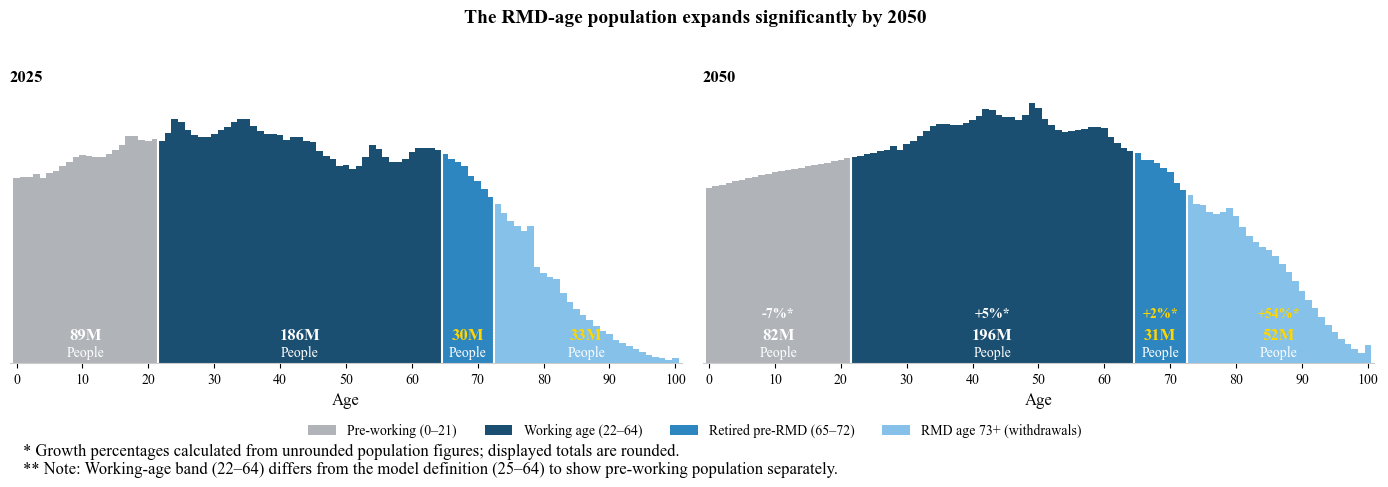 The RMD-age population expands significantly by 2050
2025
89M
People
186M
People
30M
People
33M
People
0 10 20 30 40 50 60 70 80 90 100
Age
2050
-7%*
82M
People
+5%*
196M
People
+2%*
31M
People
+54%*
52M
People
0 10 20 30 40 50 60 70 80 90 100
Age
Pre-working (0–21) Working age (22–64) Retired pre-RMD (65–72) RMD age 73+ (withdrawals)
* Growth percentages calculated from unrounded population figures; displayed totals are rounded.
** Note: Working-age band (22–64) differs from the model definition (25–64) to show pre-working population separately.